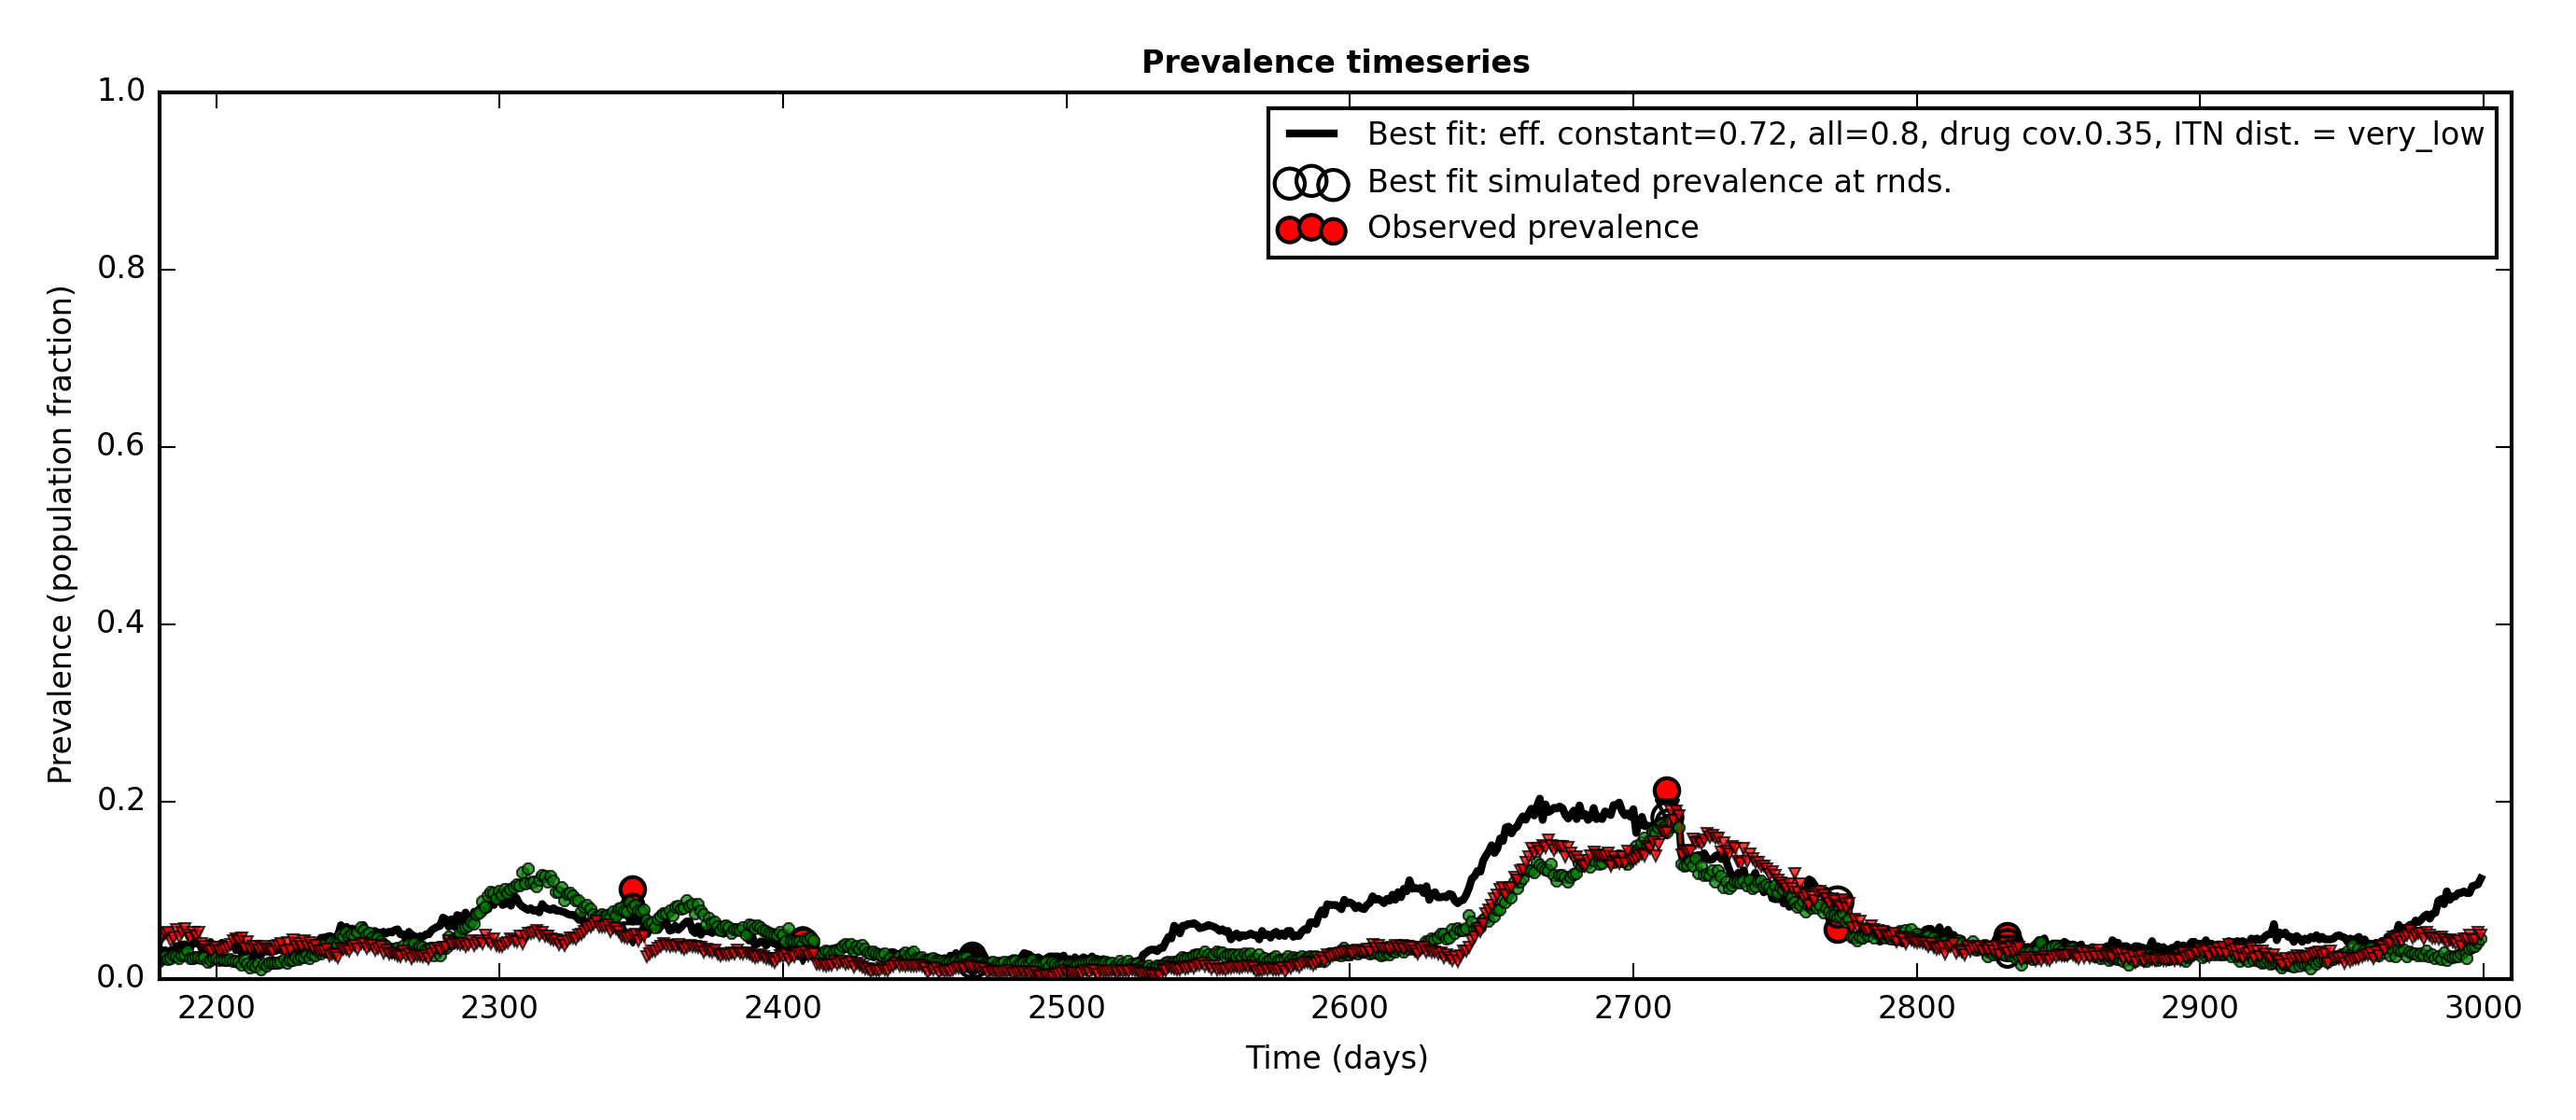 Prevalence timeseries
1.0
0.8
0.6
0.4
0.2
0.0
Prevalence (population fraction)
Best fit: eff. constant=0.72, all=0.8, drug cov.0.35, ITN dist. = very_low
Best fit simulated prevalence at rnds.
Observed prevalence
2200 2300 2400 2500 2600 2700 2800 2900 3000
Time (days)